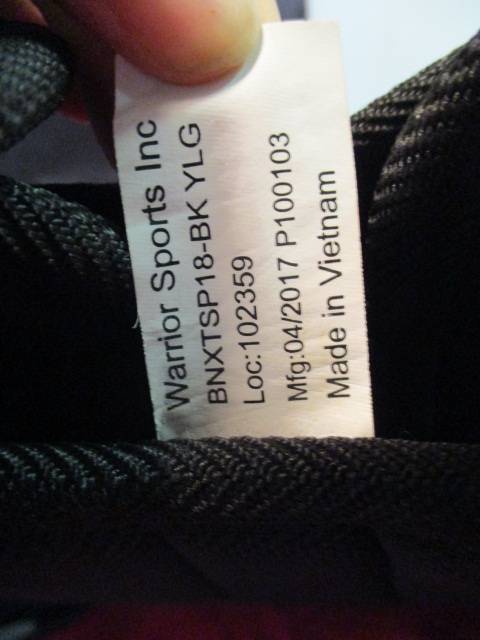 Warrior Sports Inc
BNXTSP18-BK YLG
Loc:102359
Mfg:04/2017 P100103
Made in Vietnam